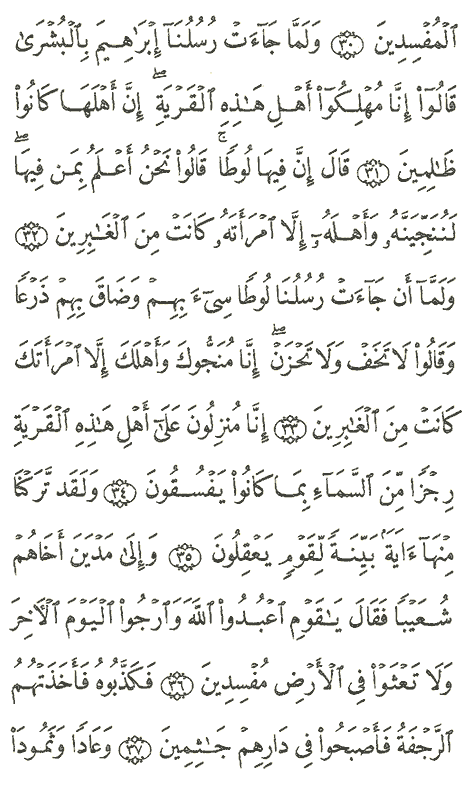 ٱلْمُفْسِدِينَ ٣٠ وَلَمَّا جَآءَتْ رُسُلُنَآ إِبْرَٰهِيمَ بِٱلْبُشْرَىٰ
قَالُوٓا۟ إِنَّا مُهْلِكُوٓا۟ أَهْلِ هَٰذِهِ ٱلْقَرْيَةِ ۖ إِنَّ أَهْلَهَا كَانُوا۟
ظَٰلِمِينَ ٣١ قَالَ إِنَّ فِيهَا لُوطًا ۚ قَالُوا۟ نَحْنُ أَعْلَمُ بِمَن فِيهَا ۖ
لَنُنَجِّيَنَّهُۥ وَأَهْلَهُۥٓ إِلَّا ٱمْرَأَتَهُۥ كَانَتْ مِنَ ٱلْغَٰبِرِينَ ٣٢
وَلَمَّآ أَن جَآءَتْ رُسُلُنَا لُوطًا سِىٓءَ بِهِمْ وَضَاقَ بِهِمْ ذَرْعًا
وَقَالُوا۟ لَا تَخَفْ وَلَا تَحْزَنْ ۖ إِنَّا مُنَجُّوكَ وَأَهْلَكَ إِلَّا ٱمْرَأَتَكَ
كَانَتْ مِنَ ٱلْغَٰبِرِينَ ٣٣ إِنَّا مُنزِلُونَ عَلَىٰٓ أَهْلِ هَٰذِهِ ٱلْقَرْيَةِ
رِجْزًا مِّنَ ٱلسَّمَآءِ بِمَا كَانُوا۟ يَفْسُقُونَ ٣٤ وَلَقَد تَّرَكْنَا
مِنْهَآ ءَايَةًۢ بَيِّنَةً لِّقَوْمٍ يَعْقِلُونَ ٣٥ وَإِلَىٰ مَدْيَنَ أَخَاهُمْ
شُعَيْبًا فَقَالَ يَٰقَوْمِ ٱعْبُدُوا۟ ٱللَّهَ وَٱرْجُوا۟ ٱلْيَوْمَ ٱلْءَاخِرَ
وَلَا تَعْثَوْا۟ فِى ٱلْأَرْضِ مُفْسِدِينَ ٣٦ فَكَذَّبُوهُ فَأَخَذَتْهُمُ
ٱلرَّجْفَةُ فَأَصْبَحُوا۟ فِى دَارِهِمْ جَٰثِمِينَ ٣٧ وَعَادًا وَثَمُودَا۟